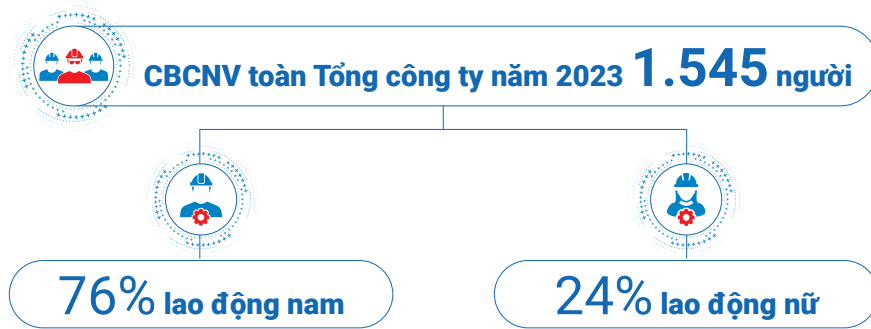 CBCNV toàn Tổng công ty năm 2023 1.545 người
76% lao động nam
24% lao động nữ